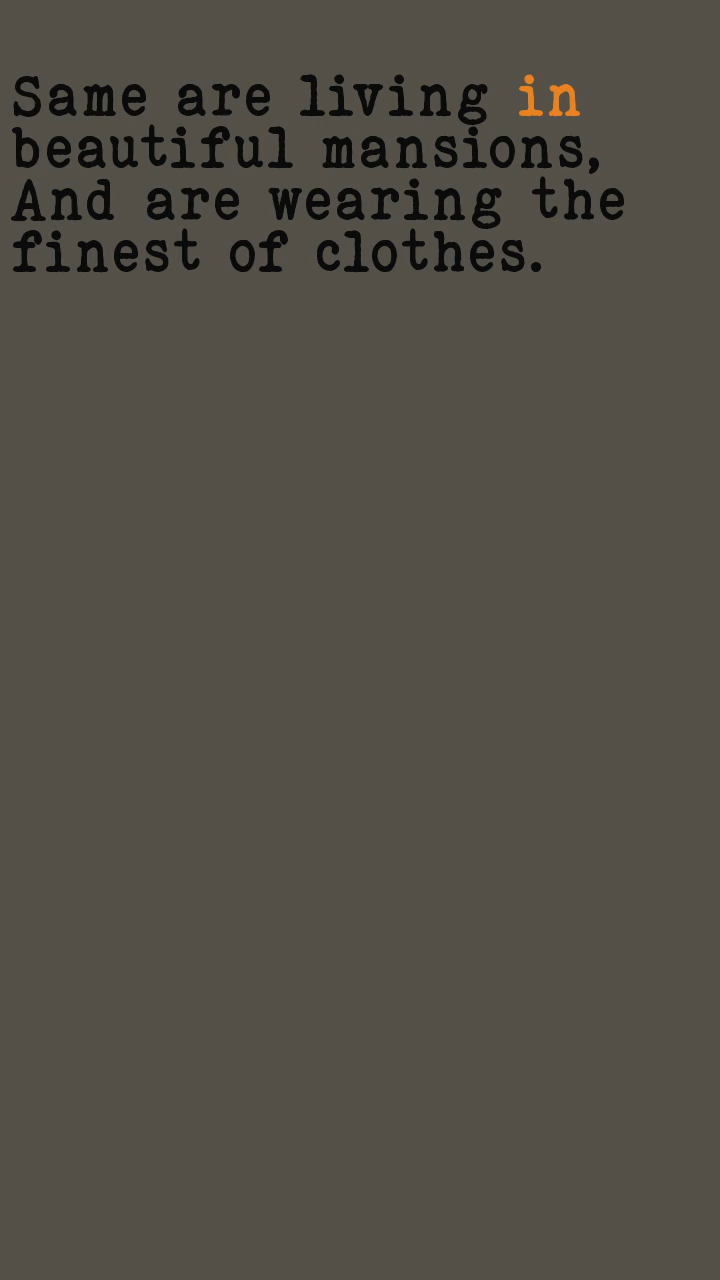 Same are living in
beautiful mansions,
And are wearing the
finest of clothes.